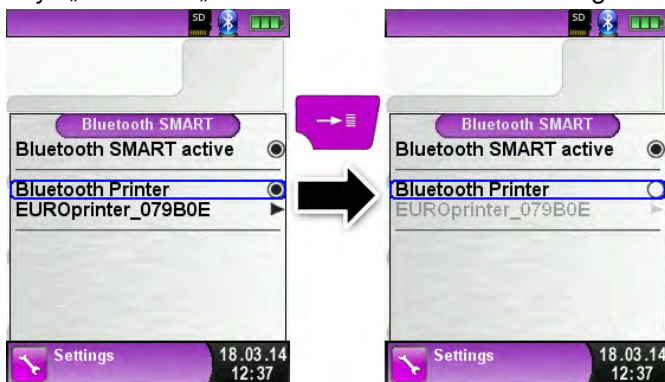 SD
Bluetooth SMART
Bluetooth SMART active
Bluetooth Printer
EUROprinter_079B0E
Settings
18.03.14
12:37
SD
Bluetooth SMART
Bluetooth SMART active
Bluetooth Printer
EUROprinter_079B0E
Settings
18.03.14
12:37